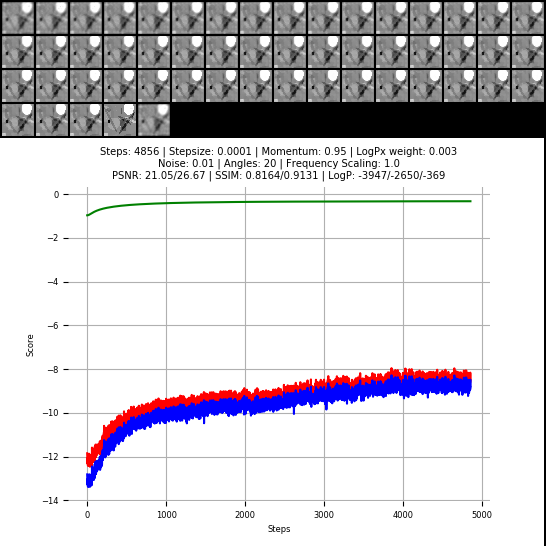 Steps: 4856 | Stepsize: 0.0001 | Momentum: 0.95 | LogPx weight: 0.003
Noise: 0.01 | Angles: 20 | Frequency Scaling: 1.0
PSNR: 21.05/26.67 | SSIM: 0.8164/0.9131 | LogP: -3947/-2650/-369
0
−2
−4
−6
Score
−8
−10
−12
−14
0 1000 2000 3000 4000 5000
Steps